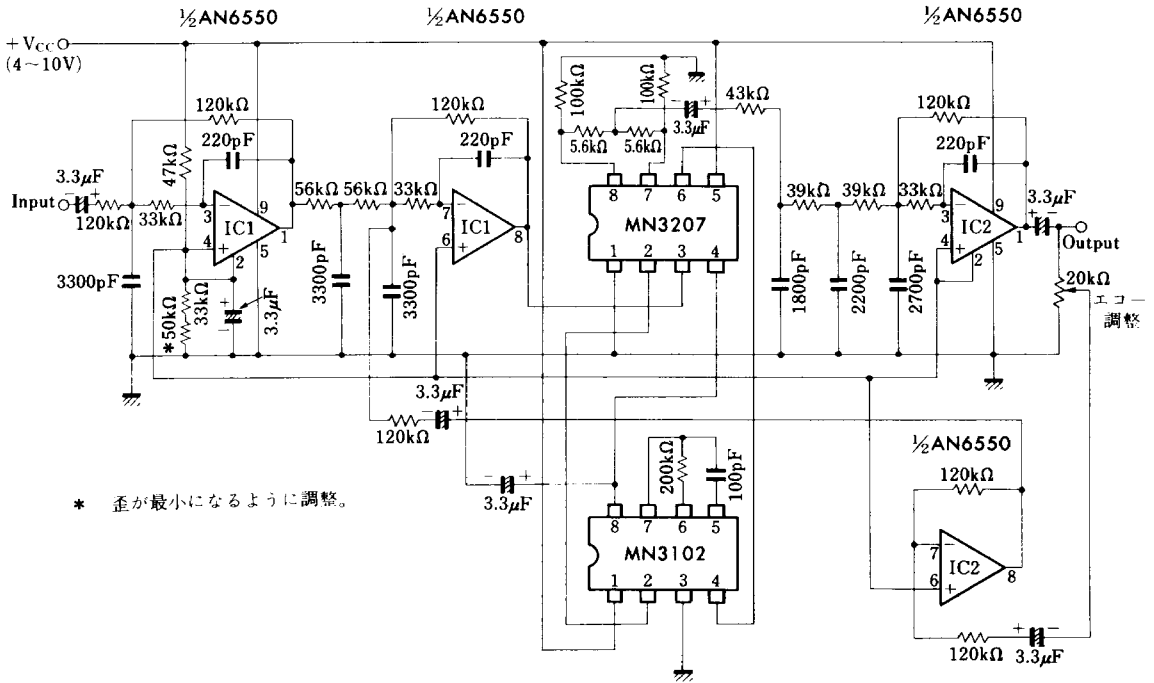 ½AN6550
½AN6550
½AN6550
+VCC
(4~10V)
120kΩ
220pF
47kΩ
3.3μF
Input
120kΩ
33kΩ
3
4
9
5
2
1
IC1
3300pF
*50kΩ
33kΩ
3.3μF
120kΩ
220pF
56kΩ
56kΩ
33kΩ
7
6
8
IC1
3300pF
3300pF
100kΩ
100kΩ
5.6kΩ
5.6kΩ
3.3μF
43kΩ
8
7
6
5
MN3207
1
2
3
4
120kΩ
220pF
39kΩ
39kΩ
33kΩ
3
4
9
5
2
1
IC2
3.3μF
Output
1800pF
2200pF
2700pF
20kΩ
エコー
調整
3.3μF
120kΩ
3.3μF
200kΩ
100pF
8
7
6
5
MN3102
1
2
3
4
½AN6550
120kΩ
7
6
8
IC2
120kΩ
3.3μF
* 歪が最小になるように調整。